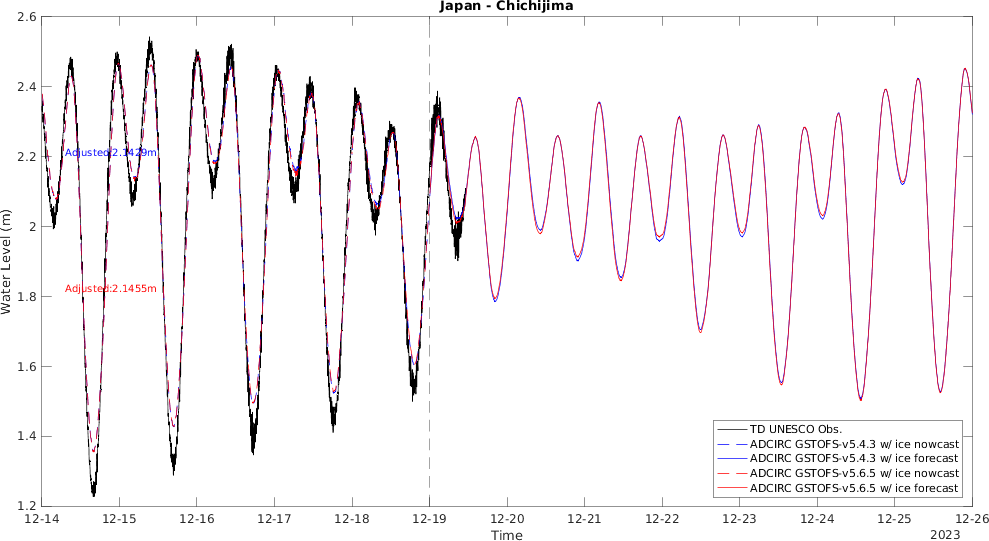 Japan - Chichijima
2.6
2.4
2.2
2
1.8
1.6
1.4
1.2
Water Level (m)
Adjusted:2.1429m
Adjusted:2.1455m
TD UNESCO Obs.
ADCIRC GSTOFS-v5.4.3 w/ ice nowcast
ADCIRC GSTOFS-v5.4.3 w/ ice forecast
ADCIRC GSTOFS-v5.6.5 w/ ice nowcast
ADCIRC GSTOFS-v5.6.5 w/ ice forecast
12-14 12-15 12-16 12-17 12-18 12-19 12-20 12-21 12-22 12-23 12-24 12-25 12-26
Time
2023